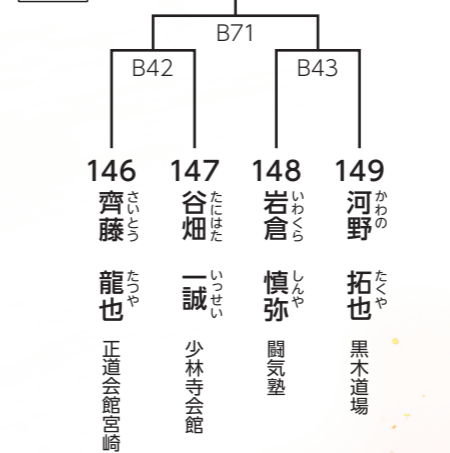 B71
B42
B43
146
齊藤 龍也
さいとう たつや
正道会館宮崎
147
谷畑 一誠
たにはた いっせい
少林寺会館
148
岩倉 慎弥
いわくら しんや
闘気塾
149
河野 拓也
かわの たくや
黒木道場